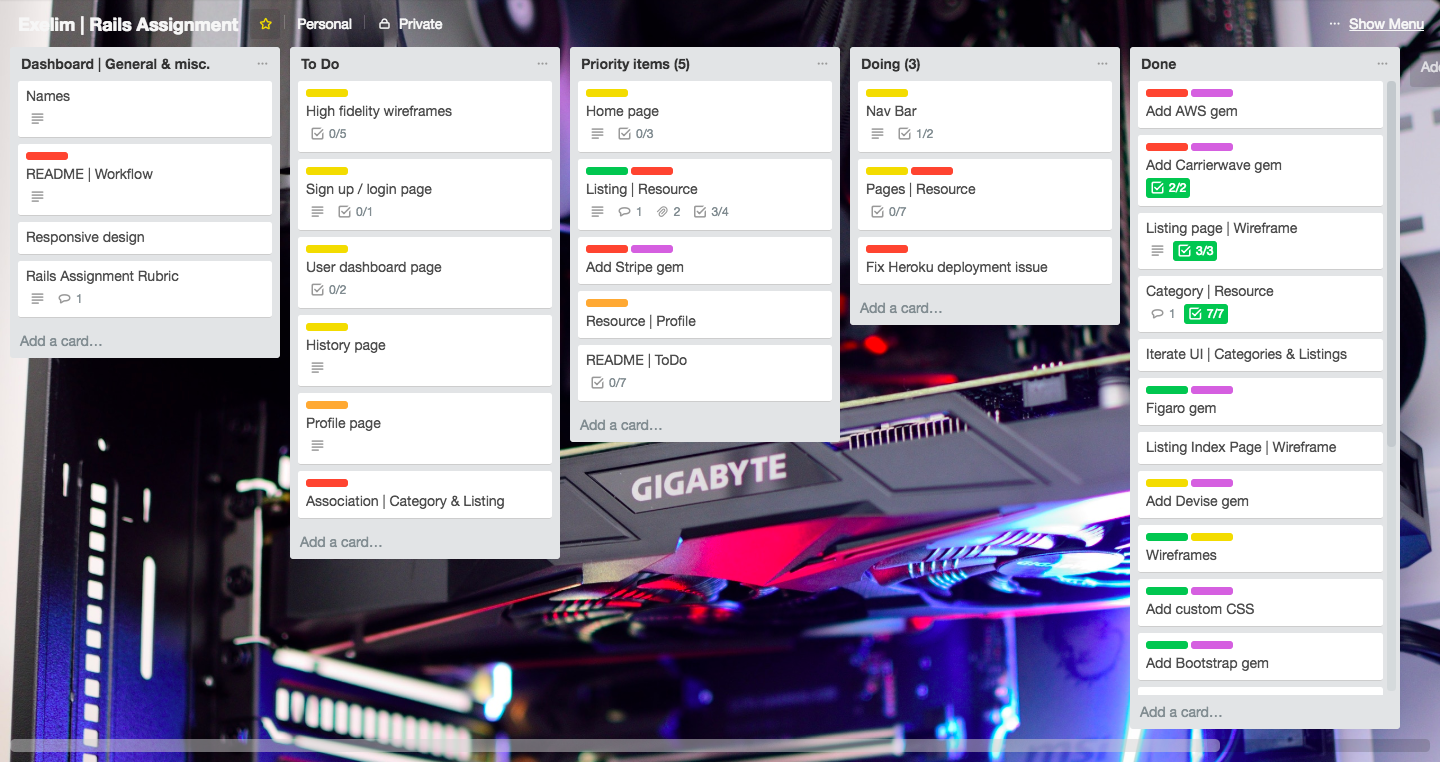 Exelim | Rails Assignment
Personal
Private
Show Menu
Dashboard | General & misc.
Names
README | Workflow
Responsive design
Rails Assignment Rubric
1
Add a card…
To Do
High fidelity wireframes
0/5
Sign up / login page
0/1
User dashboard page
0/2
History page
Profile page
Association | Category & Listing
Add a card…
Priority items (5)
Home page
0/3
Listing | Resource
1 2 3/4
Add Stripe gem
Resource | Profile
README | ToDo
0/7
Add a card…
Doing (3)
Nav Bar
1/2
Pages | Resource
0/7
Fix Heroku deployment issue
Add a card…
Done
Add AWS gem
Add Carrierwave gem
2/2
Listing page | Wireframe
3/3
Category | Resource
1 7/7
Iterate UI | Categories & Listings
Figaro gem
Listing Index Page | Wireframe
Add Devise gem
Wireframes
Add custom CSS
Add Bootstrap gem
Add a card…
GIGABYTE